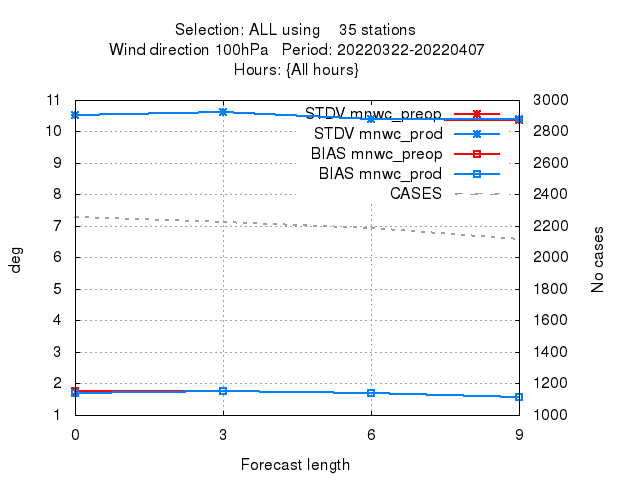 Selection: ALL using    35 stations
Wind direction 100hPa   Period: 20220322-20220407
Hours: {All hours}
11 3000
STDV mnwc_preop
10 STDV mnwc_prod 2800
9 BIAS mnwc_preop 2600
BIAS mnwc_prod
8 CASES 2400
7 2200
6 2000
deg No cases
5 1800
4 1600
3 1400
2 1200
1 1000
0 3 6 9
Forecast length